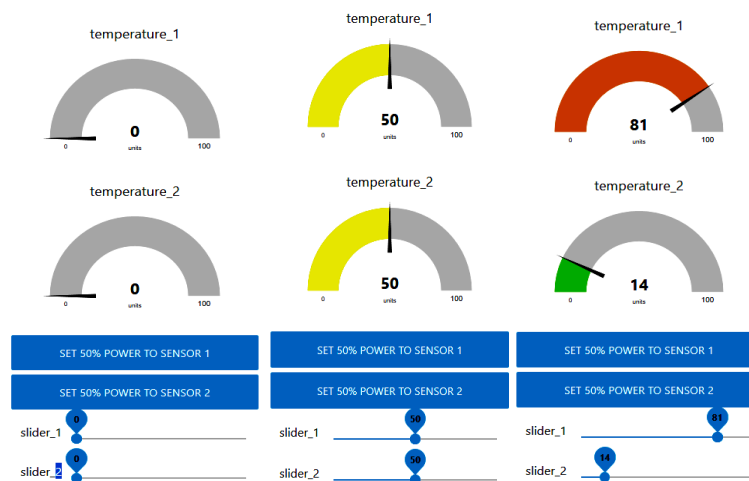 temperature_1
0
units
0
100
temperature_2
0
units
0
100
SET 50% POWER TO SENSOR 1
SET 50% POWER TO SENSOR 2
slider_1
0
slider_2
0
temperature_1
50
units
0
100
temperature_2
50
units
0
100
SET 50% POWER TO SENSOR 1
SET 50% POWER TO SENSOR 2
slider_1
50
slider_2
50
temperature_1
81
units
0
100
temperature_2
14
units
0
100
SET 50% POWER TO SENSOR 1
SET 50% POWER TO SENSOR 2
slider_1
81
slider_2
14